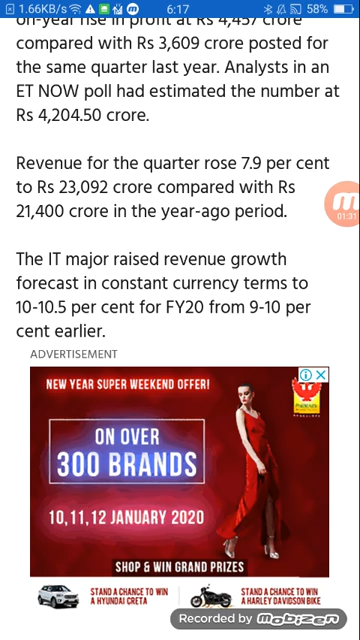 1.66KB/s 6:17 58%
on-year rise in profit at Rs 4,457 crore
compared with Rs 3,609 crore posted for
the same quarter last year. Analysts in an
ET NOW poll had estimated the number at
Rs 4,204.50 crore.
Revenue for the quarter rose 7.9 per cent
to Rs 23,092 crore compared with Rs
21,400 crore in the year-ago period.
01:31
The IT major raised revenue growth
forecast in constant currency terms to
10-10.5 per cent for FY20 from 9-10 per
cent earlier.
ADVERTISEMENT
NEW YEAR SUPER WEEKEND OFFER!
PHOENIX
ON OVER
300 BRANDS
10,11,12 JANUARY 2020
SHOP & WIN GRAND PRIZES
STAND A CHANCE TO WIN
A HYUNDAI CRETA
STAND A CHANCE TO WIN
A HARLEY DAVIDSON BIKE
Recorded by mobizen